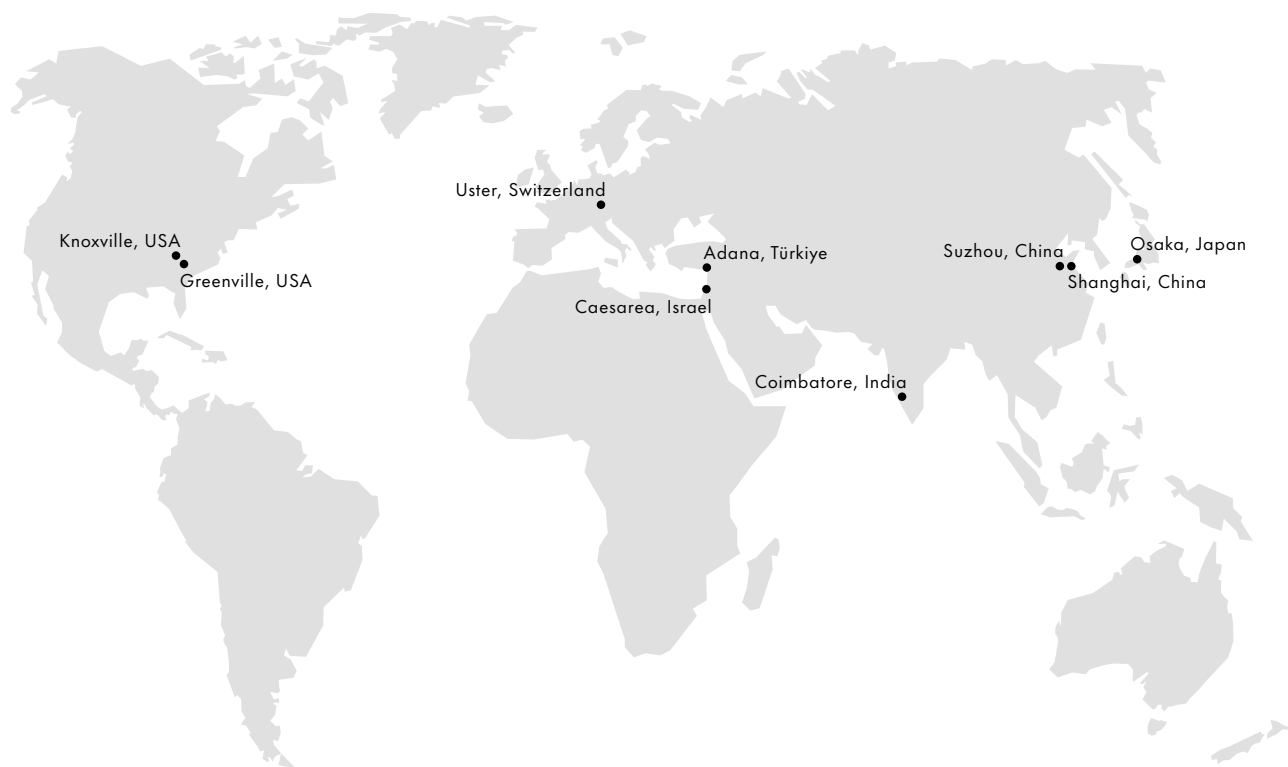 Uster, Switzerland
Knoxville, USA
Greenville, USA
Adana, Türkiye
Caesarea, Israel
Suzhou, China
Osaka, Japan
Shanghai, China
Coimbatore, India